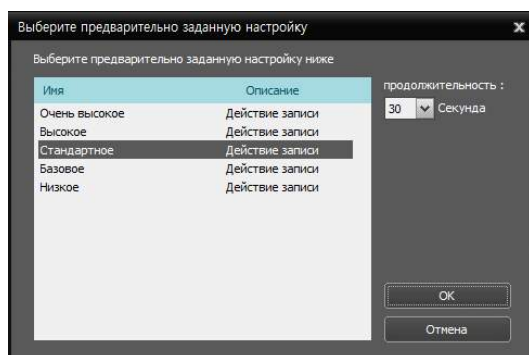 Выберите предварительно заданную настройку
x
Выберите предварительно заданную настройку ниже
Имя Описание
Очень высокое Действие записи
Высокое Действие записи
Стандартное Действие записи
Базовое Действие записи
Низкое Действие записи
продолжительность :
30 Секунда
OK
Отмена